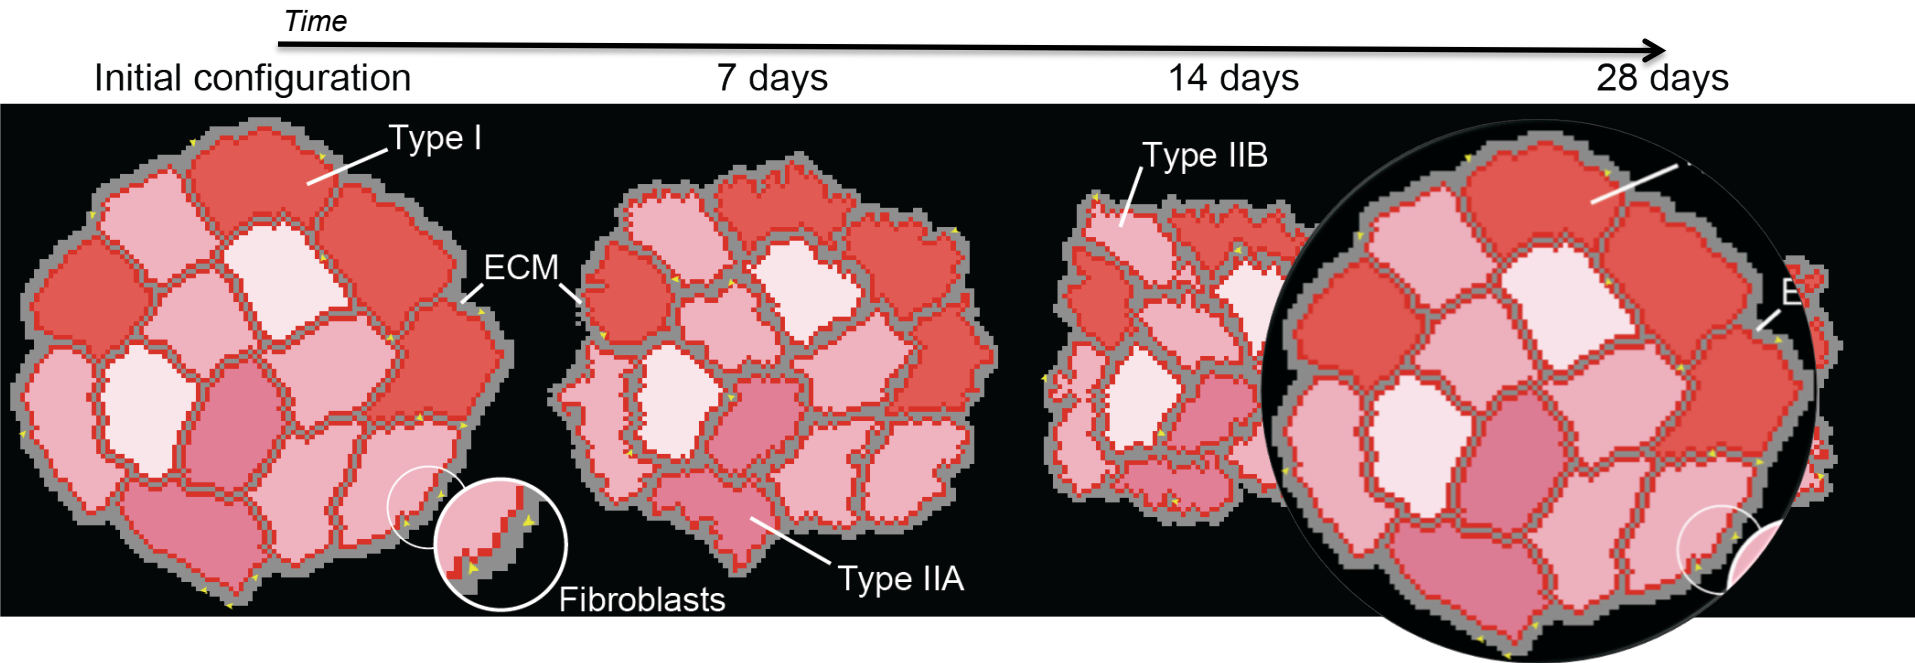 Time
Initial configuration
7 days
14 days
28 days
Type I
Type IIB
ECM
E
Type IIA
Fibroblasts